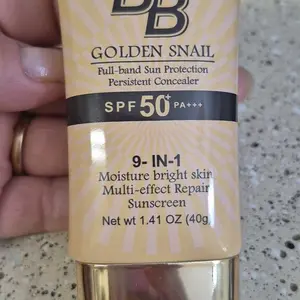 BB
GOLDEN SNAIL
Full-band Sun Protection
Persistent Concealer
SPF 50+ PA+++
9- IN-1
Moisture bright skin
Multi-effect Repair
Sunscreen
Net wt 1.41 OZ (40g)